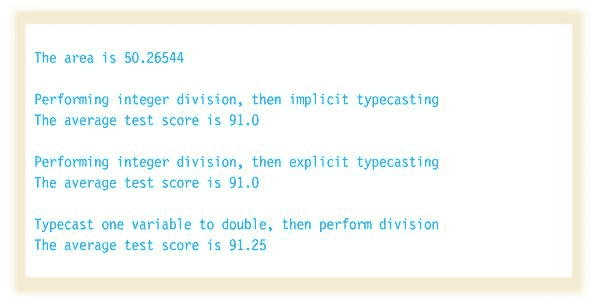 The area is 50.26544
Performing integer division, then implicit typecasting
The average test score is 91.0
Performing integer division, then explicit typecasting
The average test score is 91.0
Typecast one variable to double, then perform division
The average test score is 91.25